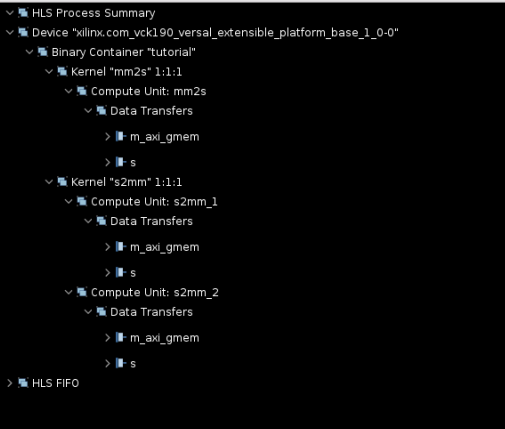 HLS Process Summary
Device "xilinx.com_vck190_versal_extensible_platform_base_1_0-0"
Binary Container "tutorial"
Kernel "mm2s" 1:1:1
Compute Unit: mm2s
Data Transfers
m_axi_gmem
s
Kernel "s2mm" 1:1:1
Compute Unit: s2mm_1
Data Transfers
m_axi_gmem
s
Compute Unit: s2mm_2
Data Transfers
m_axi_gmem
s
HLS FIFO